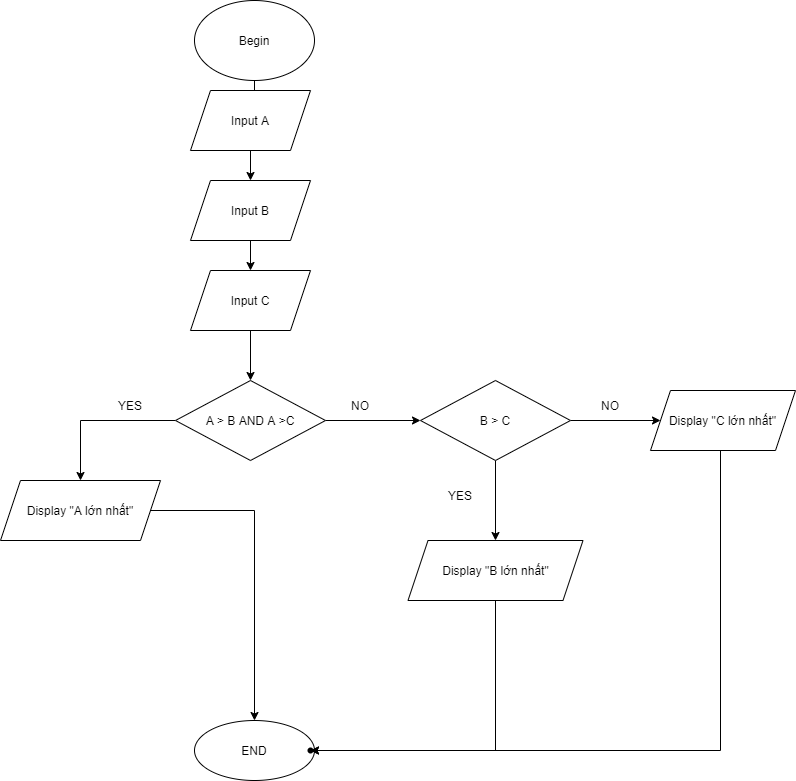 Begin
Input A
Input B
Input C
YES
A > B AND A >C
NO
B > C
NO
Display "C lớn nhất"
Display "A lớn nhất"
YES
Display "B lớn nhất"
END